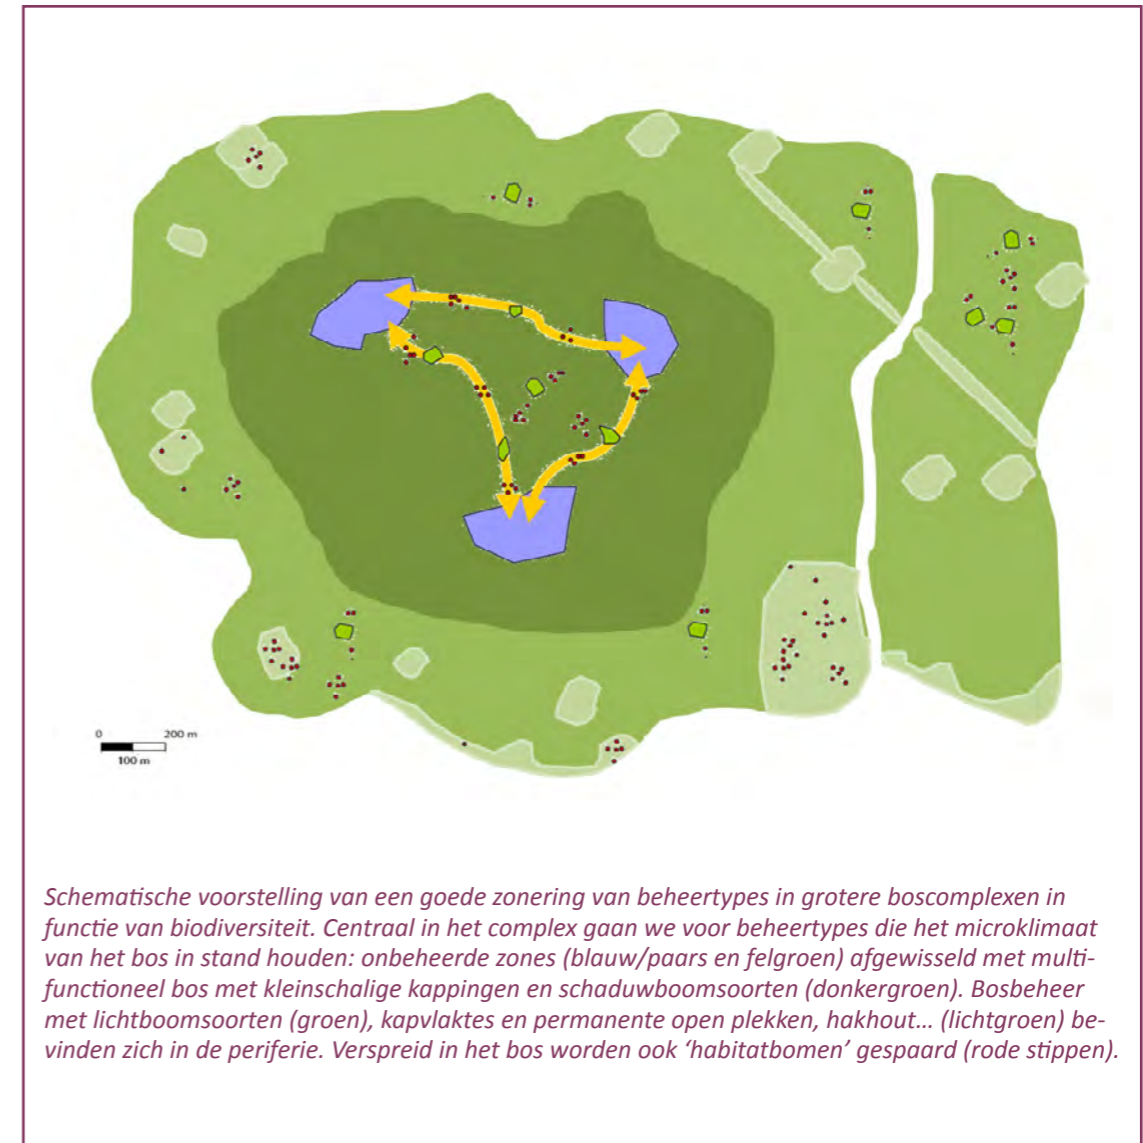 0 200 m
100 m
Schematische voorstelling van een goede zonering van beheertypes in grotere boscomplexen in
functie van biodiversiteit. Centraal in het complex gaan we voor beheertypes die het microklimaat
van het bos in stand houden: onbeheerde zones (blauw/paars en felgroen) afgewisseld met multi-
functioneel bos met kleinschalige kappingen en schaduwboomsoorten (donkergroen). Bosbeheer
met lichtboomsoorten (groen), kapvlaktes en permanente open plekken, hakhout... (lichtgroen) be-
vinden zich in de periferie. Verspreid in het bos worden ook ‘habitatbomen’ gespaard (rode stippen).